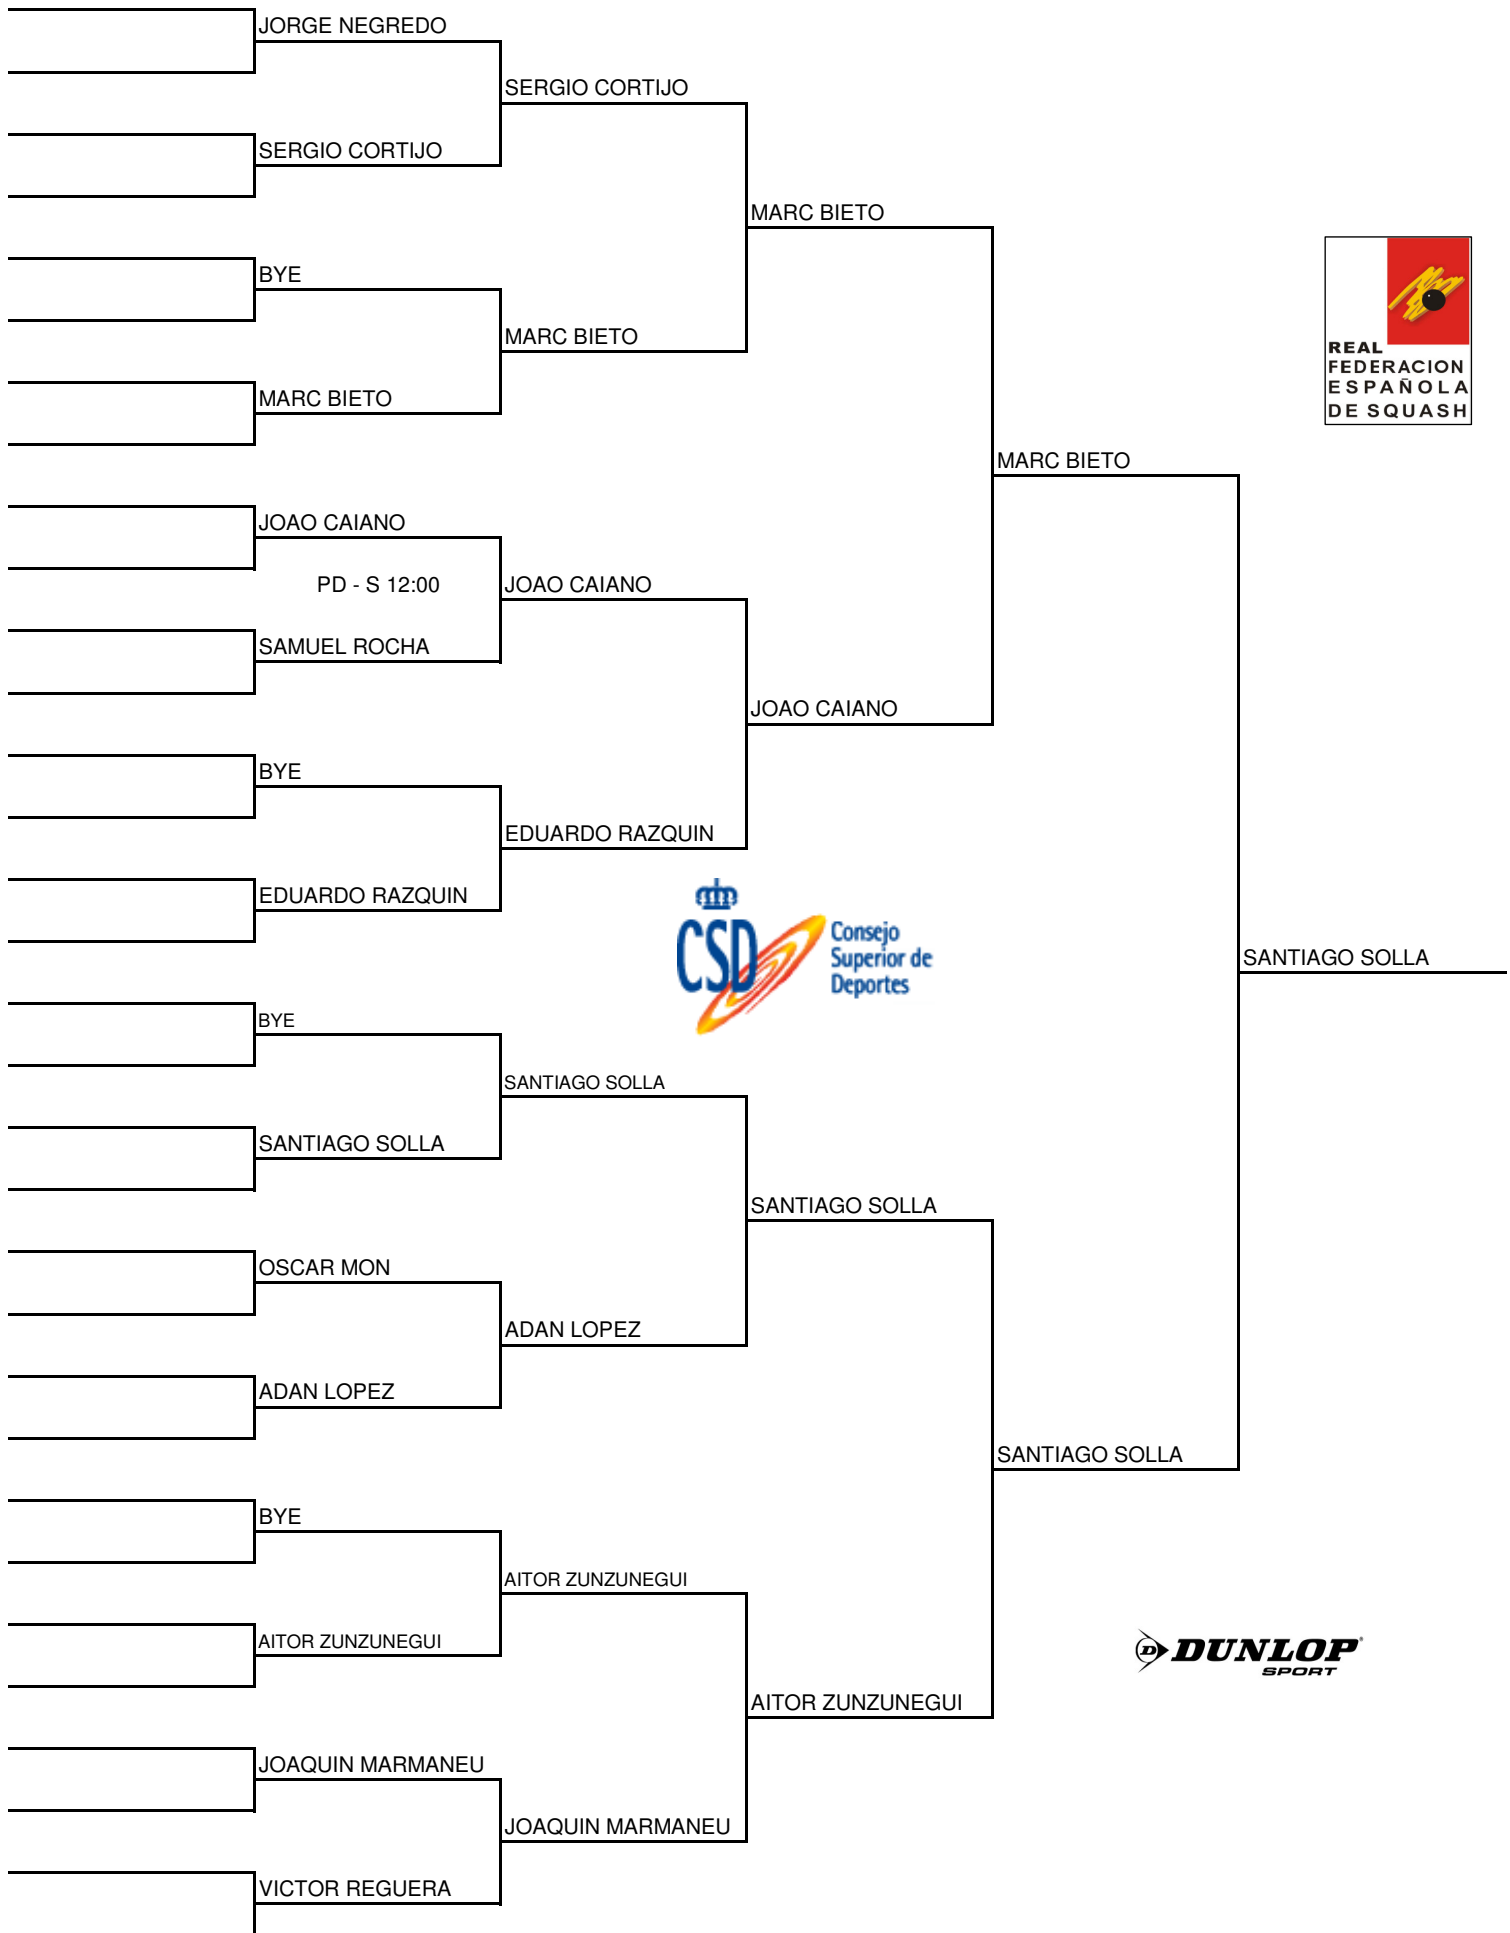 JORGE NEGREDO
SERGIO CORTIJO
SERGIO CORTIJO
MARC BIETO
BYE
MARC BIETO
REAL
FEDERACION
ESPAÑOLA
DE SQUASH
MARC BIETO
MARC BIETO
JOAO CAIANO
PD - S 12:00
JOAO CAIANO
SAMUEL ROCHA
JOAO CAIANO
BYE
EDUARDO RAZQUIN
EDUARDO RAZQUIN
CSD
Consejo
Superior de
Deportes
SANTIAGO SOLLA
BYE
SANTIAGO SOLLA
SANTIAGO SOLLA
SANTIAGO SOLLA
OSCAR MON
ADAN LOPEZ
ADAN LOPEZ
SANTIAGO SOLLA
BYE
AITOR ZUNZUNEGUI
AITOR ZUNZUNEGUI
D DUNLOP
SPORT
AITOR ZUNZUNEGUI
JOAQUIN MARMANEU
JOAQUIN MARMANEU
VICTOR REGUERA